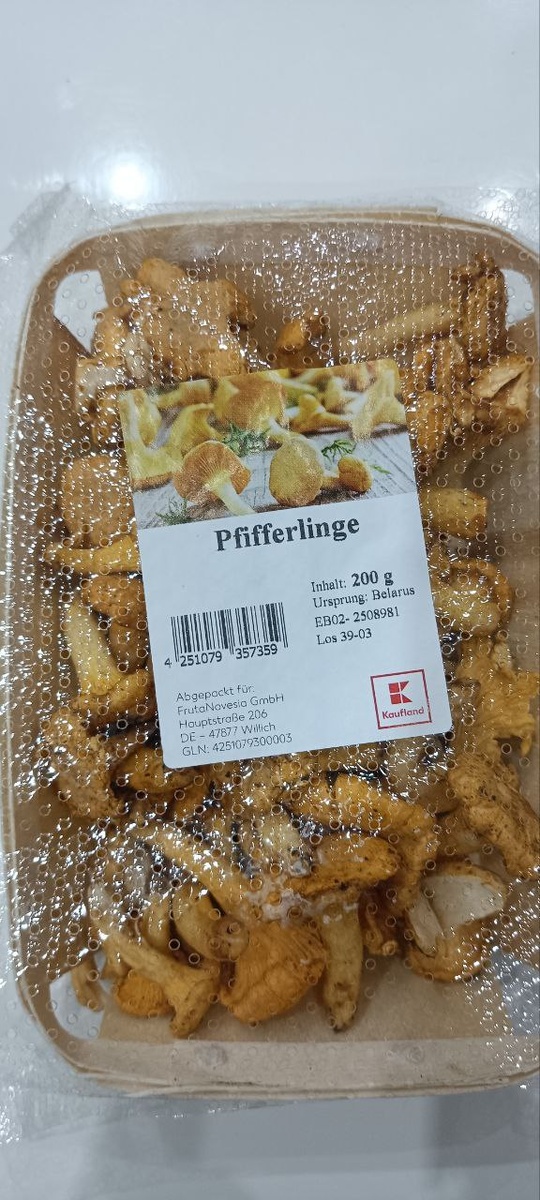 Pfifferlinge
Inhalt: 200 g
Ursprung: Belarus
EB02- 2508981
Los 39-03
4 251079 357359
Abgepackt für:
FrutaNovesia GmbH
Hauptstraße 206
DE – 47877 Willich
GLN: 4251079300003
Kaufland